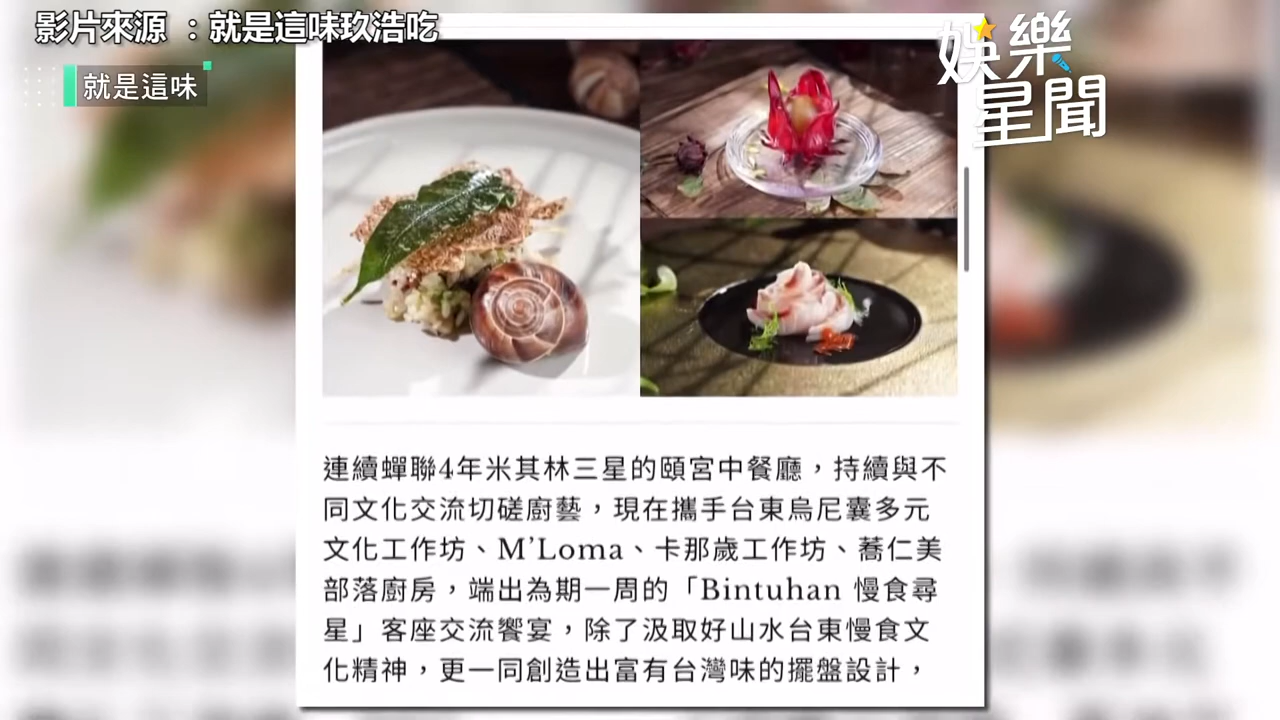 影片來源 ：就是這味玖浩吃
就是這味
娛樂
星聞
連續蟬聯4年米其林三星的頤宮中餐廳，持續與不
同文化交流切磋廚藝，現在攜手台東烏尼囊多元
文化工作坊、M'Loma、卡那歲工作坊、蕎仁美
部落廚房，端出為期一周的「Bintuhan 慢食尋
星」客座交流饗宴，除了汲取好山水台東慢食文
化精神，更一同創造出富有台灣味的擺盤設計，